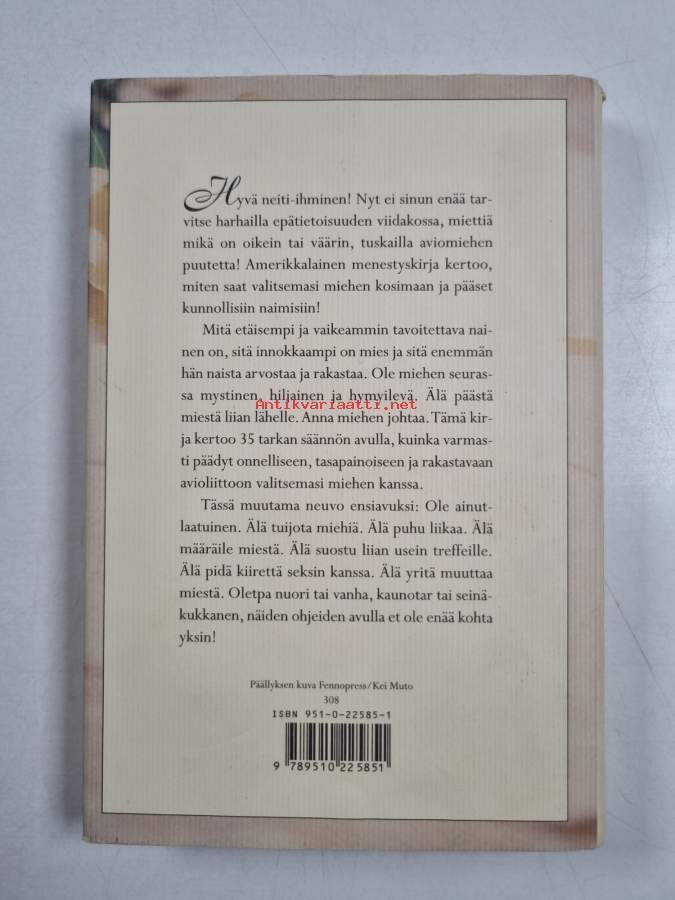 Hyvä neiti-ihminen! Nyt ei sinun enää tar-
vitse harhailla epätietoisuuden viidakossa, miettiä
mikä on oikein tai väärin, tuskailla aviomiehen
puutetta! Amerikkalainen menestyskirja kertoo,
miten saat valitsemasi miehen kosimaan ja pääset
kunnollisiin naimisiin!
Mitä etäisempi ja vaikeammin tavoitettava nai-
nen on, sitä innokkaampi on mies ja sitä enemmän
hän naista arvostaa ja rakastaa. Ole miehen seuras-
sa mystinen, hiljainen ja hymyilevä. Älä päästä
Antikvariaatti.net
miestä liian lähelle. Anna miehen johtaa. Tämä kir-
ja kertoo 35 tarkan säännön avulla, kuinka varmas-
ti päädyt onnelliseen, tasapainoiseen ja rakastavaan
avioliittoon valitsemasi miehen kanssa.
Tässä muutama neuvo ensiavuksi: Ole ainut-
laatuinen. Älä tuijota miehiä. Älä puhu liikaa. Älä
määräile miestä. Älä suostu liian usein treffeille.
Älä pidä kiirettä seksin kanssa. Älä yritä muuttaa
miestä. Oletpa nuori tai vanha, kaunotar tai seinä-
kukkanen, näiden ohjeiden avulla et ole enää kohta
yksin!
Päällyksen kuva Fennopress/Kei Muto
308
ISBN 951-0-22585-1
9 789510 225851